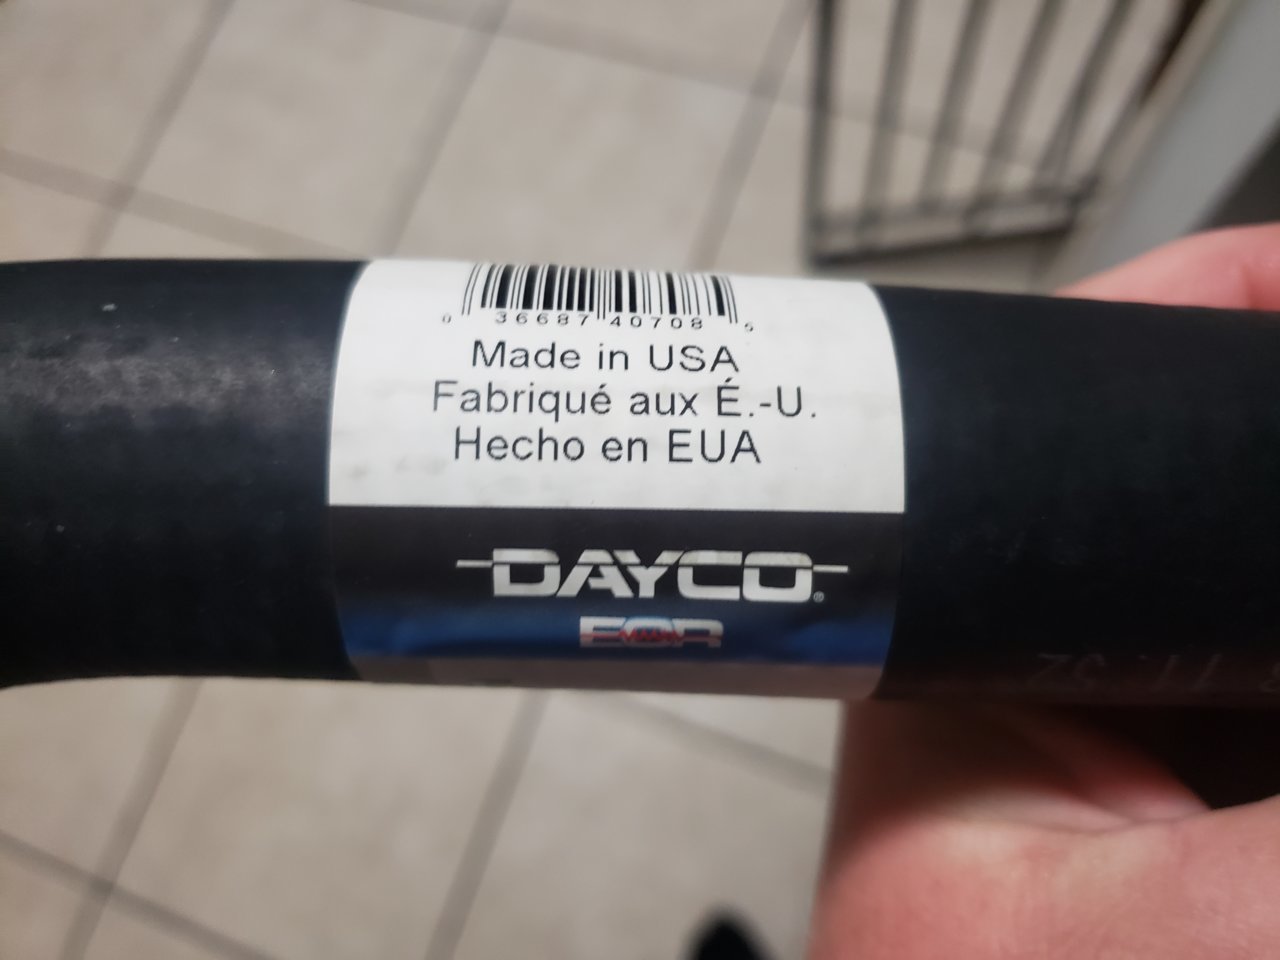 0 36687 40708 5
Made in USA
Fabriqué aux É.-U.
Hecho en EUA
DAYCO®